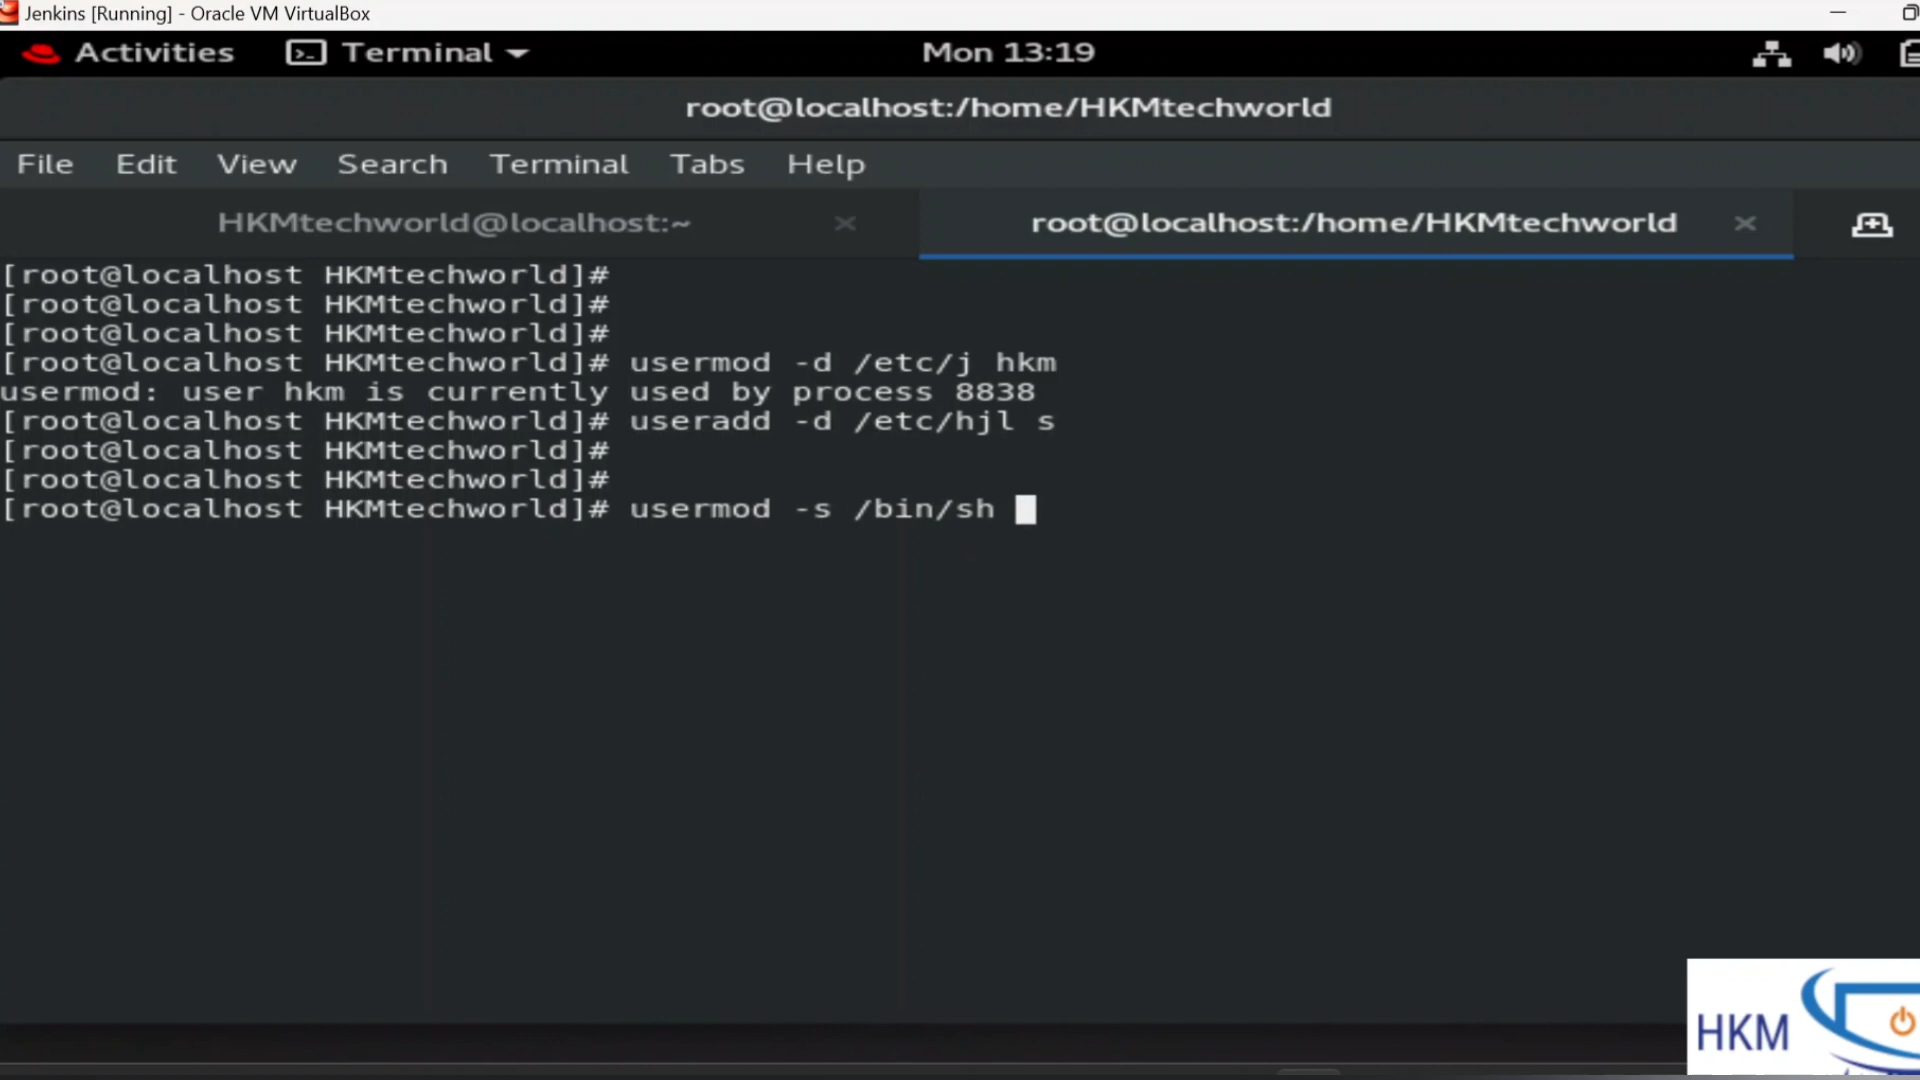 Jenkins [Running] - Oracle VM VirtualBox
Activities Terminal Mon 13:19
root@localhost:/home/HKMtechworld
File Edit View Search Terminal Tabs Help
HKMtechworld@localhost:~ × root@localhost:/home/HKMtechworld ×
[root@localhost HKMtechworld]#
[root@localhost HKMtechworld]#
[root@localhost HKMtechworld]#
[root@localhost HKMtechworld]# usermod -d /etc/j hkm
usermod: user hkm is currently used by process 8838
[root@localhost HKMtechworld]# useradd -d /etc/hjl s
[root@localhost HKMtechworld]#
[root@localhost HKMtechworld]#
[root@localhost HKMtechworld]# usermod -s /bin/sh
HKM